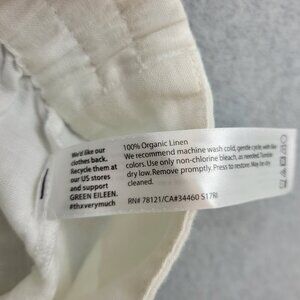 We'd like our
clothes back.
Recycle them at
our US stores
and support
GREEN EILEEN.
#thxverymuch
100% Organic Linen
We recommend machine wash cold, gentle cycle, with like
colors. Use only non-chlorine bleach, as needed. Tumble
dry low. Remove promptly. Press to restore. May be dry
cleaned.
RN# 78121/CA#34460 S17RI